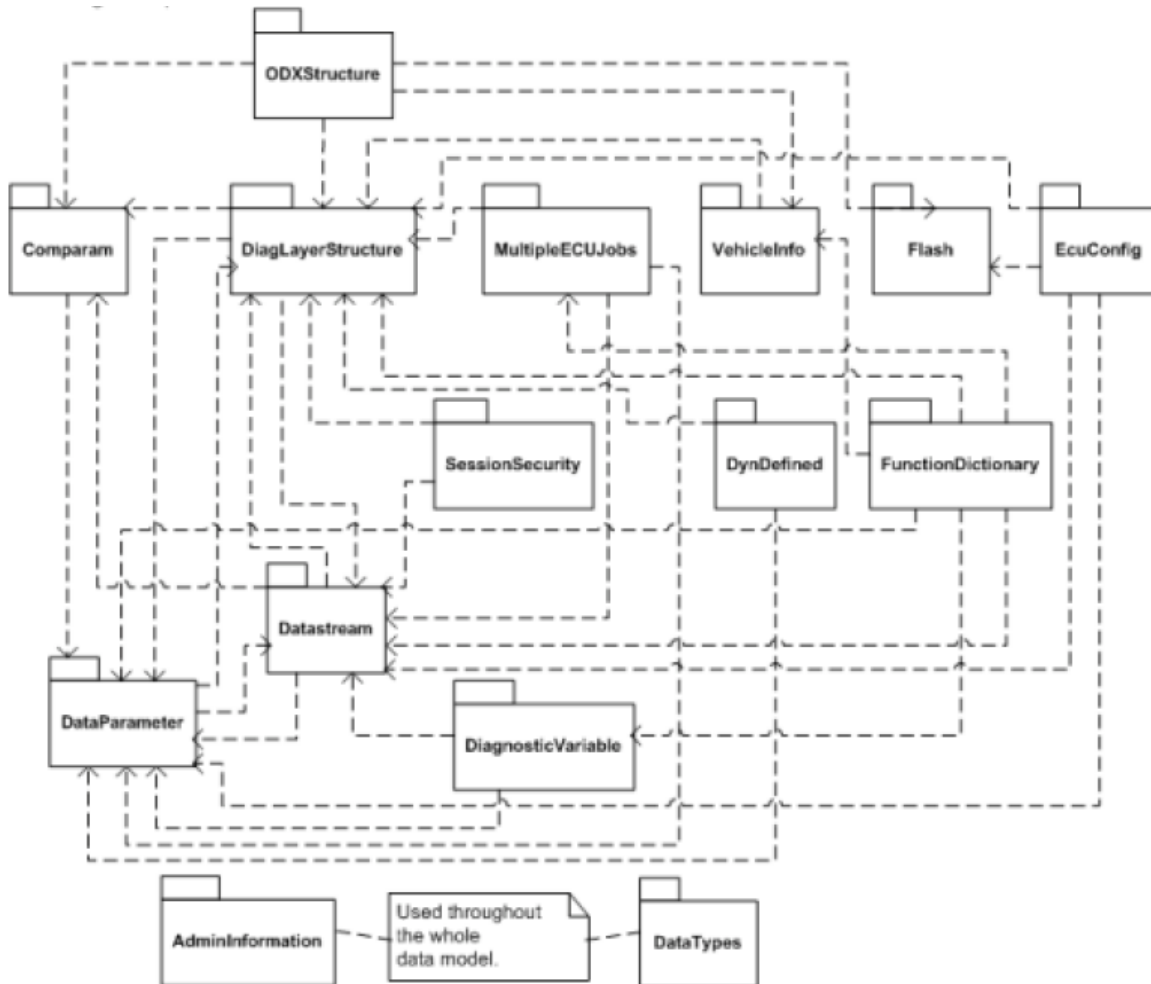 ODXStructure
Comparam
DiagLayerStructure
MultipleECUJobs
VehicleInfo
Flash
EcuConfig
SessionSecurity
DynDefined
FunctionDictionary
Datastream
DataParameter
DiagnosticVariable
AdminInformation
Used throughout
the whole
data model.
DataTypes